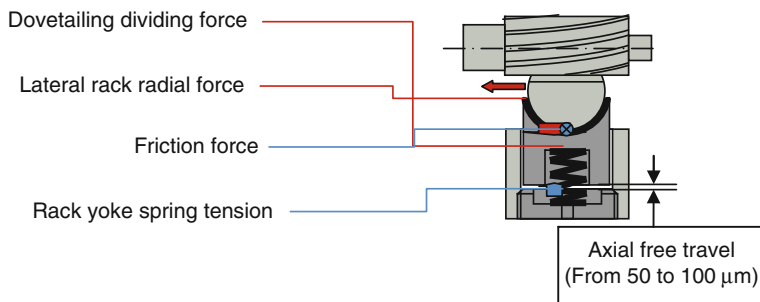 Dovetailing dividing force
Lateral rack radial force
Friction force
Rack yoke spring tension
Axial free travel
(From 50 to 100 μm)